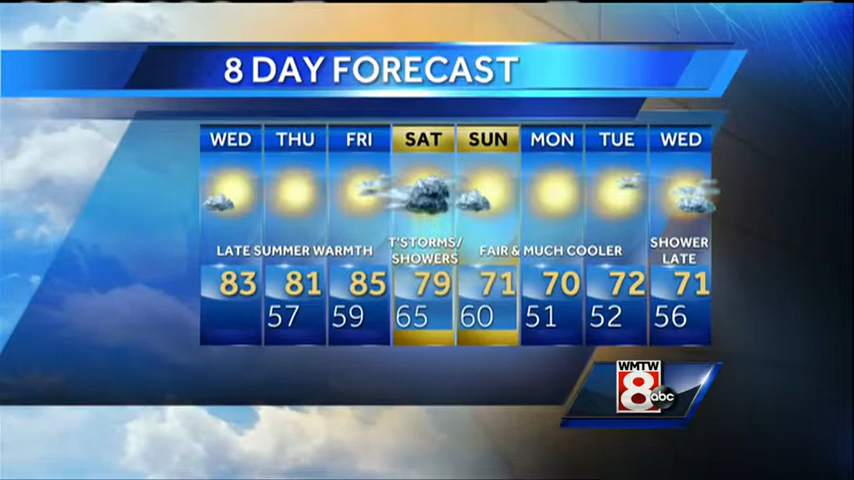 8 DAY FORECAST
WED THU FRI SAT SUN MON TUE WED
LATE SUMMER WARMTH T'STORMS/ SHOWERS FAIR & MUCH COOLER SHOWER LATE
83 81 85 79 71 70 72 71
57 59 65 60 51 52 56
WMTW
8 abc